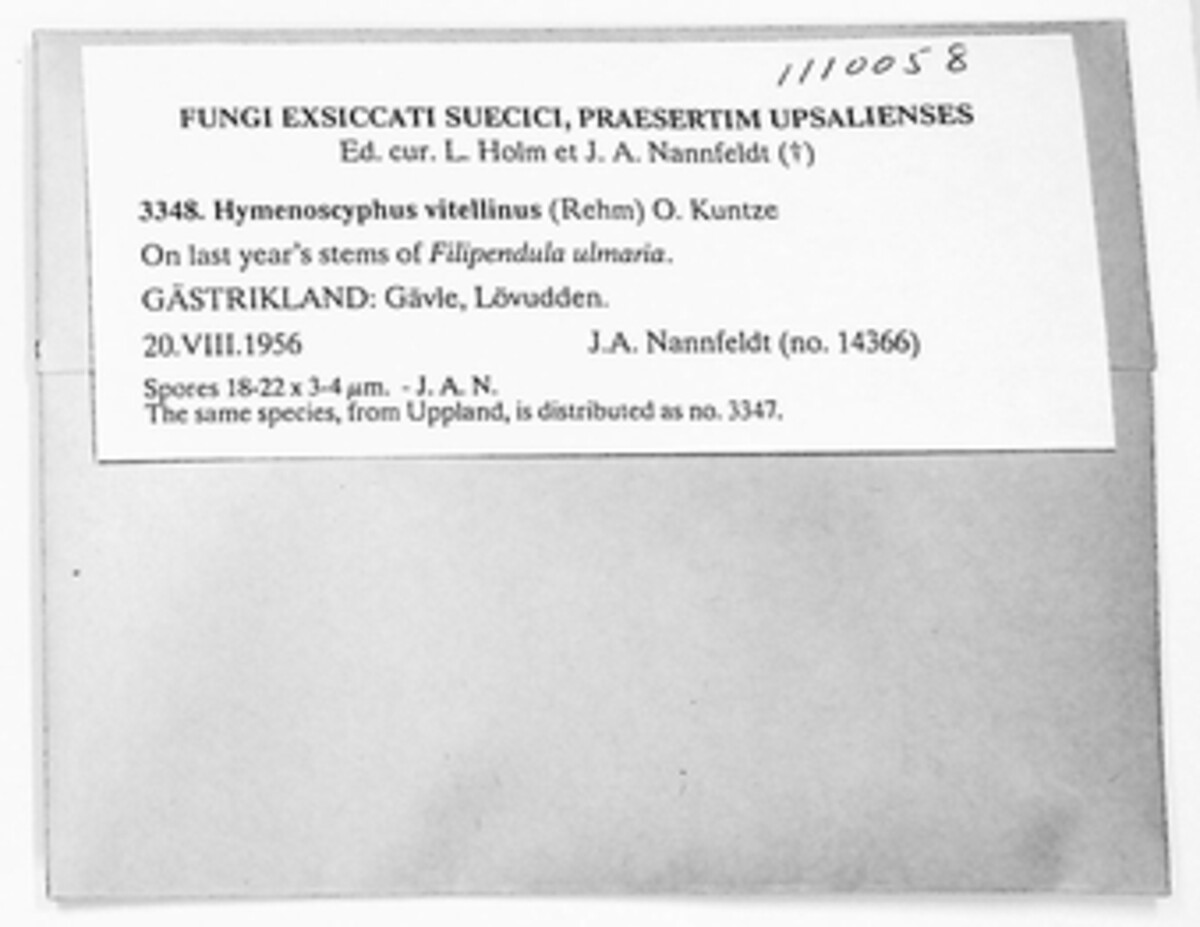 1110058
FUNGI EXSICCATI SUECICI, PRAESERTIM UPSALIENSES
Ed. cur. L. Holm et J. A. Nannfeldt (†)
3348. Hymenoscyphus vitellinus (Rehm) O. Kuntze
On last year's stems of Filipendula ulmaria.
GÄSTRIKLAND: Gävle, Lövudden.
20.VIII.1956 J.A. Nannfeldt (no. 14366)
Spores 18-22 x 3-4 µm. - J. A. N.
The same species, from Uppland, is distributed as no. 3347.